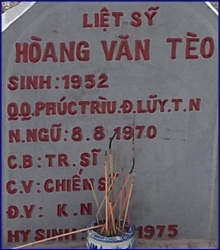 LIỆT SỸ
HOÀNG VĂN TÈO
SINH:1952
Q.Q.PHÚC TRÌU.Đ.LŨY.T.N
N.NGŨ:8.8.1970
C.B:TR.SĨ
C.V:CHIẾN S
Đ.V: K.N
HY SINH 1975